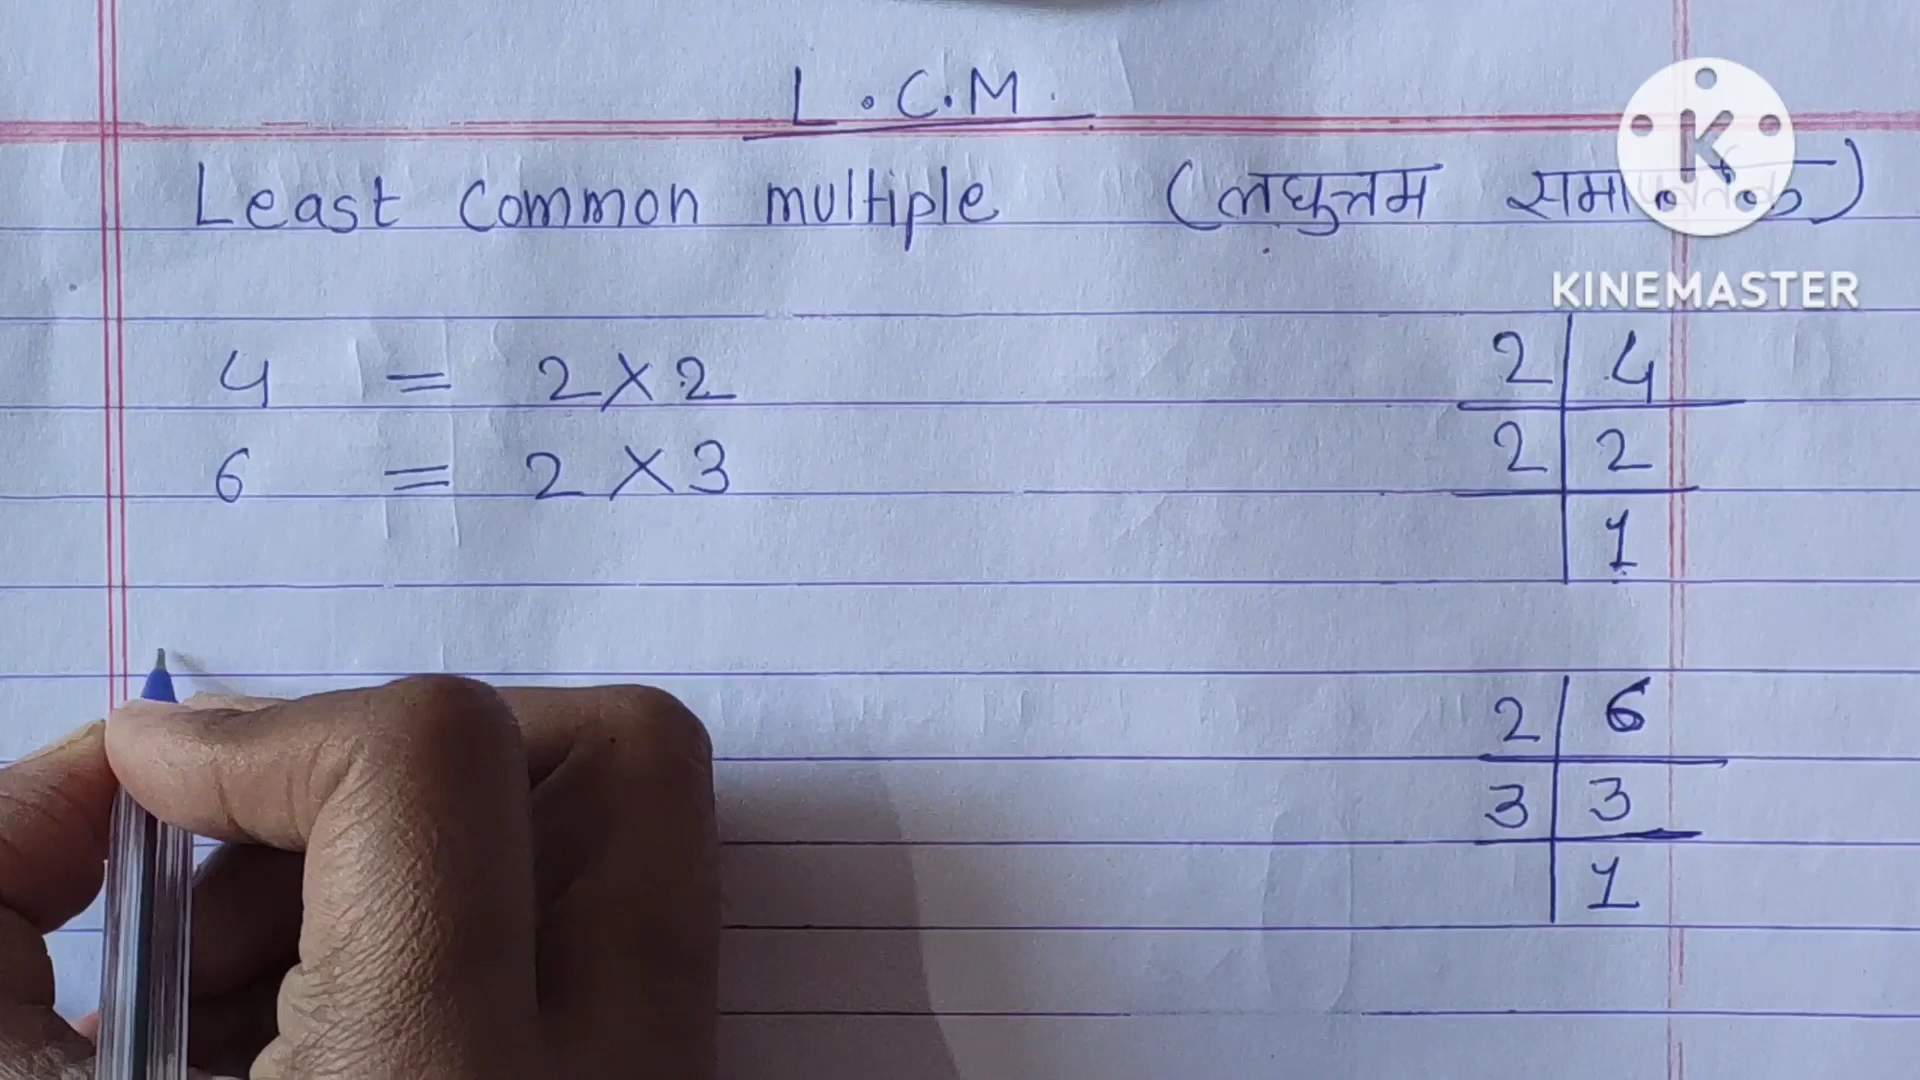 L.C.M.
Least common multiple (लघुत्तम
KINEMASTER
4 = 2×2
6 = 2×3
2 4
2 2
1
2 6
3 3
1